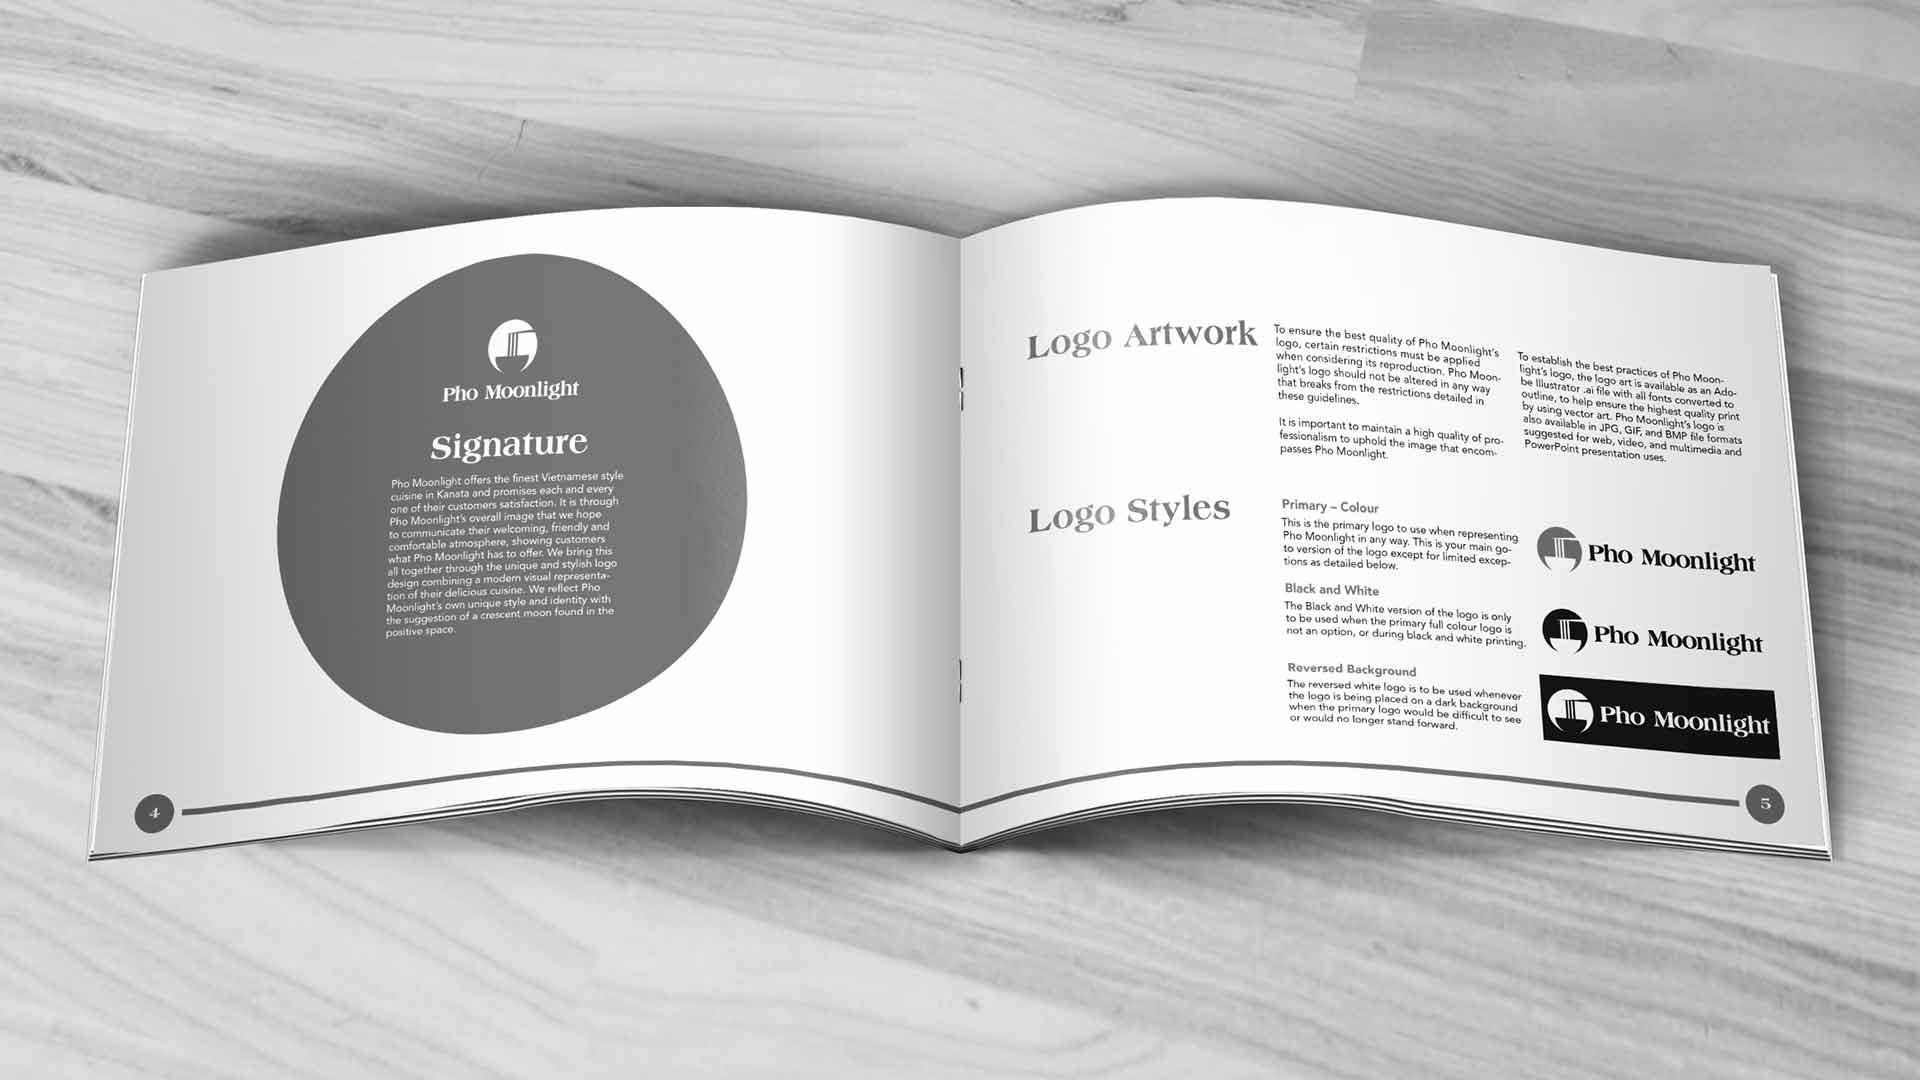 Pho Moonlight
Signature
Pho Moonlight offers the finest Vietnamese style
cuisine in Kanata and promises each and every
one of their customers satisfaction. It is through
Pho Moonlight's overall image that we hope
to communicate their welcoming, friendly and
comfortable atmosphere, showing customers
what Pho Moonlight has to offer. We bring this
all together through the unique and stylish logo
design combining a modern visual representa-
tion of their delicious cuisine. We reflect Pho
Moonlight's own unique style and identity with
the suggestion of a crescent moon found in the
positive space.
4
Logo Artwork
To ensure the best quality of Pho Moonlight's
logo, certain restrictions must be applied
when considering its reproduction. Pho Moon-
light's logo should not be altered in any way
that breaks from the restrictions detailed in
these guidelines.
It is important to maintain a high quality of pro-
fessionalism to uphold the image that encom-
passes Pho Moonlight.
To establish the best practices of Pho Moon-
light's logo, the logo art is available as an Ado-
be Illustrator .ai file with all fonts converted to
outline, to help ensure the highest quality print
by using vector art. Pho Moonlight's logo is
also available in JPG, GIF, and BMP file formats
suggested for web, video, and multimedia and
PowerPoint presentation uses.
Logo Styles
Primary – Colour
This is the primary logo to use when representing
Pho Moonlight in any way. This is your main go-
to version of the logo except for limited excep-
tions as detailed below.
Pho Moonlight
Black and White
The Black and White version of the logo is only
to be used when the primary full colour logo is
not an option, or during black and white printing.
Pho Moonlight
Reversed Background
The reversed white logo is to be used whenever
the logo is being placed on a dark background
when the primary logo would be difficult to see
or would no longer stand forward.
Pho Moonlight
5